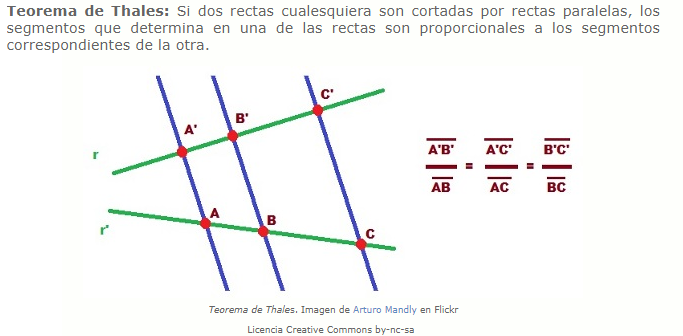 Teorema de Thales: Si dos rectas cualesquiera son cortadas por rectas paralelas, los
segmentos que determina en una de las rectas son proporcionales a los segmentos
correspondientes de la otra.
C'
B'
A'
r
A'B' = A'C' = B'C'
AB AC BC
A
B
r'
C
Teorema de Thales. Imagen de Arturo Mandly en Flickr
Licencia Creative Commons by-nc-sa